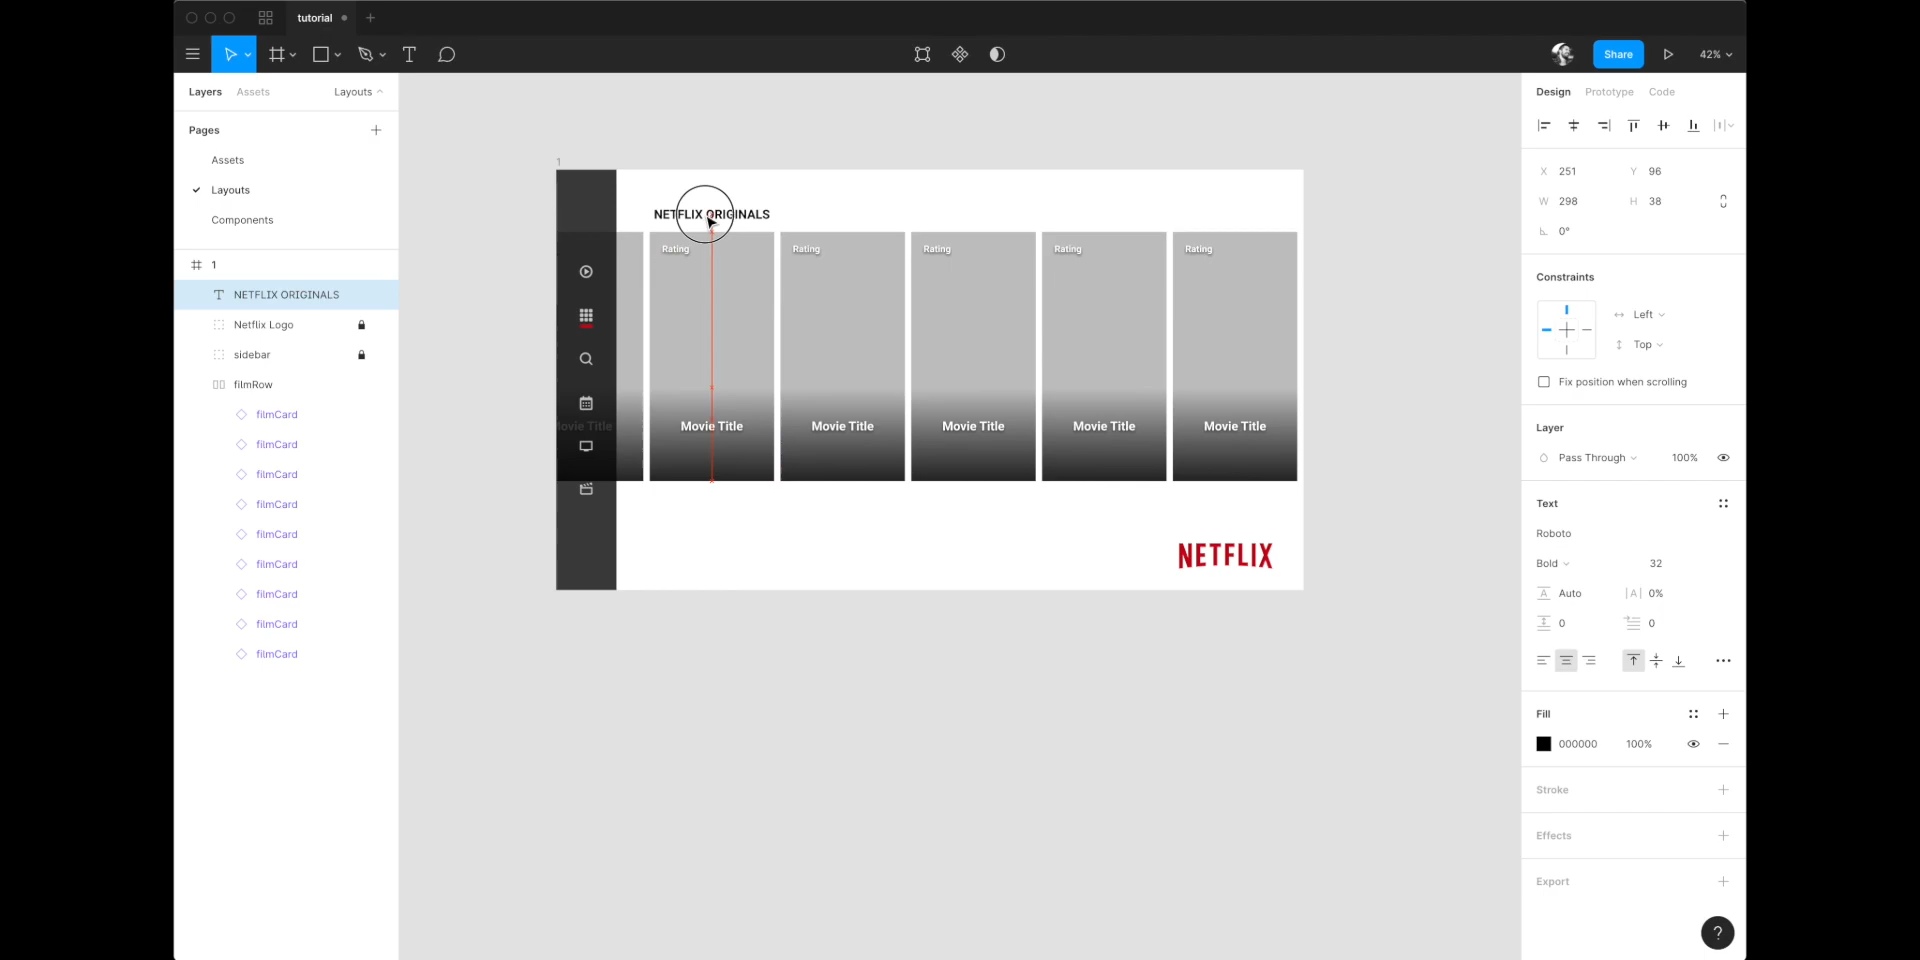 tutorial
Share
42%
Layers Assets Layouts
Pages
Assets
Layouts
Components
1
NETFLIX ORIGINALS
Netflix Logo
sidebar
filmRow
filmCard
filmCard
filmCard
filmCard
filmCard
filmCard
filmCard
filmCard
filmCard
1
NETFLIX ORIGINALS
Rating Rating Rating Rating Rating
ovie Title Movie Title Movie Title Movie Title Movie Title Movie Title
NETFLIX
Design Prototype Code
X 251 Y 96
W 298 H 38
0°
Constraints
Left
Top
Fix position when scrolling
Layer
Pass Through 100%
Text
Roboto
Bold 32
A Auto |A| 0%
0 0
Fill
000000 100%
Stroke
Effects
Export
?